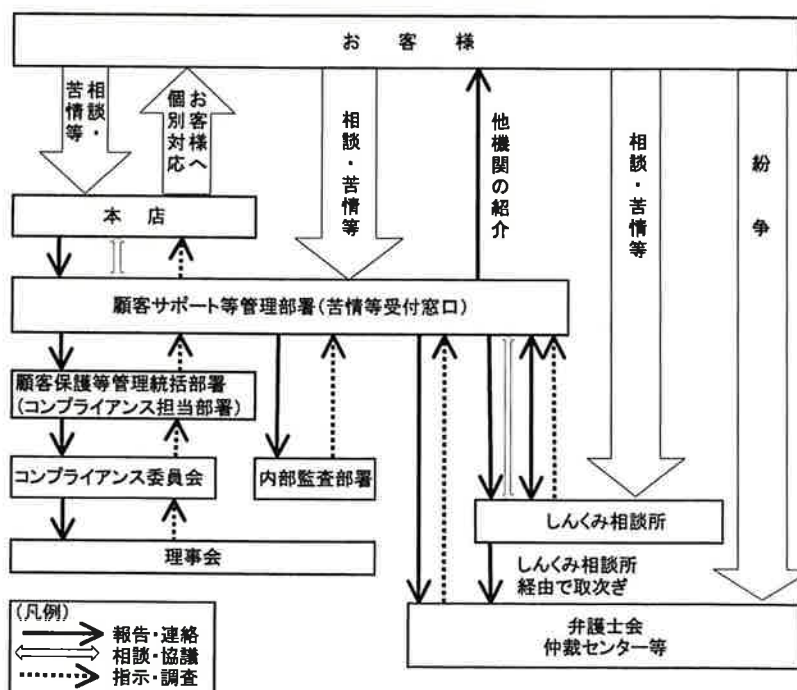 お客様
相談・
苦情等
お客様へ
個別対応
相談・苦情等
他機関の紹介
相談・苦情等
紛争
本店
顧客サポート等管理部署(苦情等受付窓口)
顧客保護等管理統括部署
(コンプライアンス担当部署)
コンプライアンス委員会
内部監査部署
しんくみ相談所
理事会
しんくみ相談所
経由で取次ぎ
弁護士会
仲裁センター等
(凡例)
報告・連絡
相談・協議
指示・調査